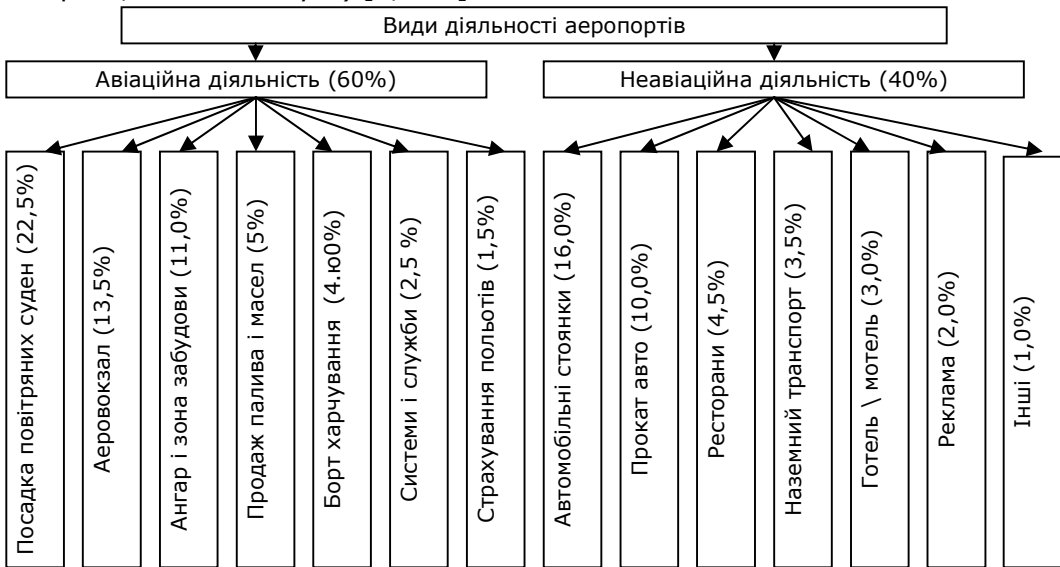 Види діяльності аеропортів
Авіаційна діяльність (60%)
Неавіаційна діяльність (40%)
Посадка повітряних суден (22,5%)
Аеровокзал (13,5%)
Ангар і зона забудови (11,0%)
Продаж палива і масел (5%)
Борт харчування (4.ю0%)
Системи і служби (2,5 %)
Страхування польотів (1,5%)
Автомобільні стоянки (16,0%)
Прокат авто (10,0%)
Ресторани (4,5%)
Наземний транспорт (3,5%)
Готель \ мотель (3,0%)
Реклама (2,0%)
Інші (1,0%)